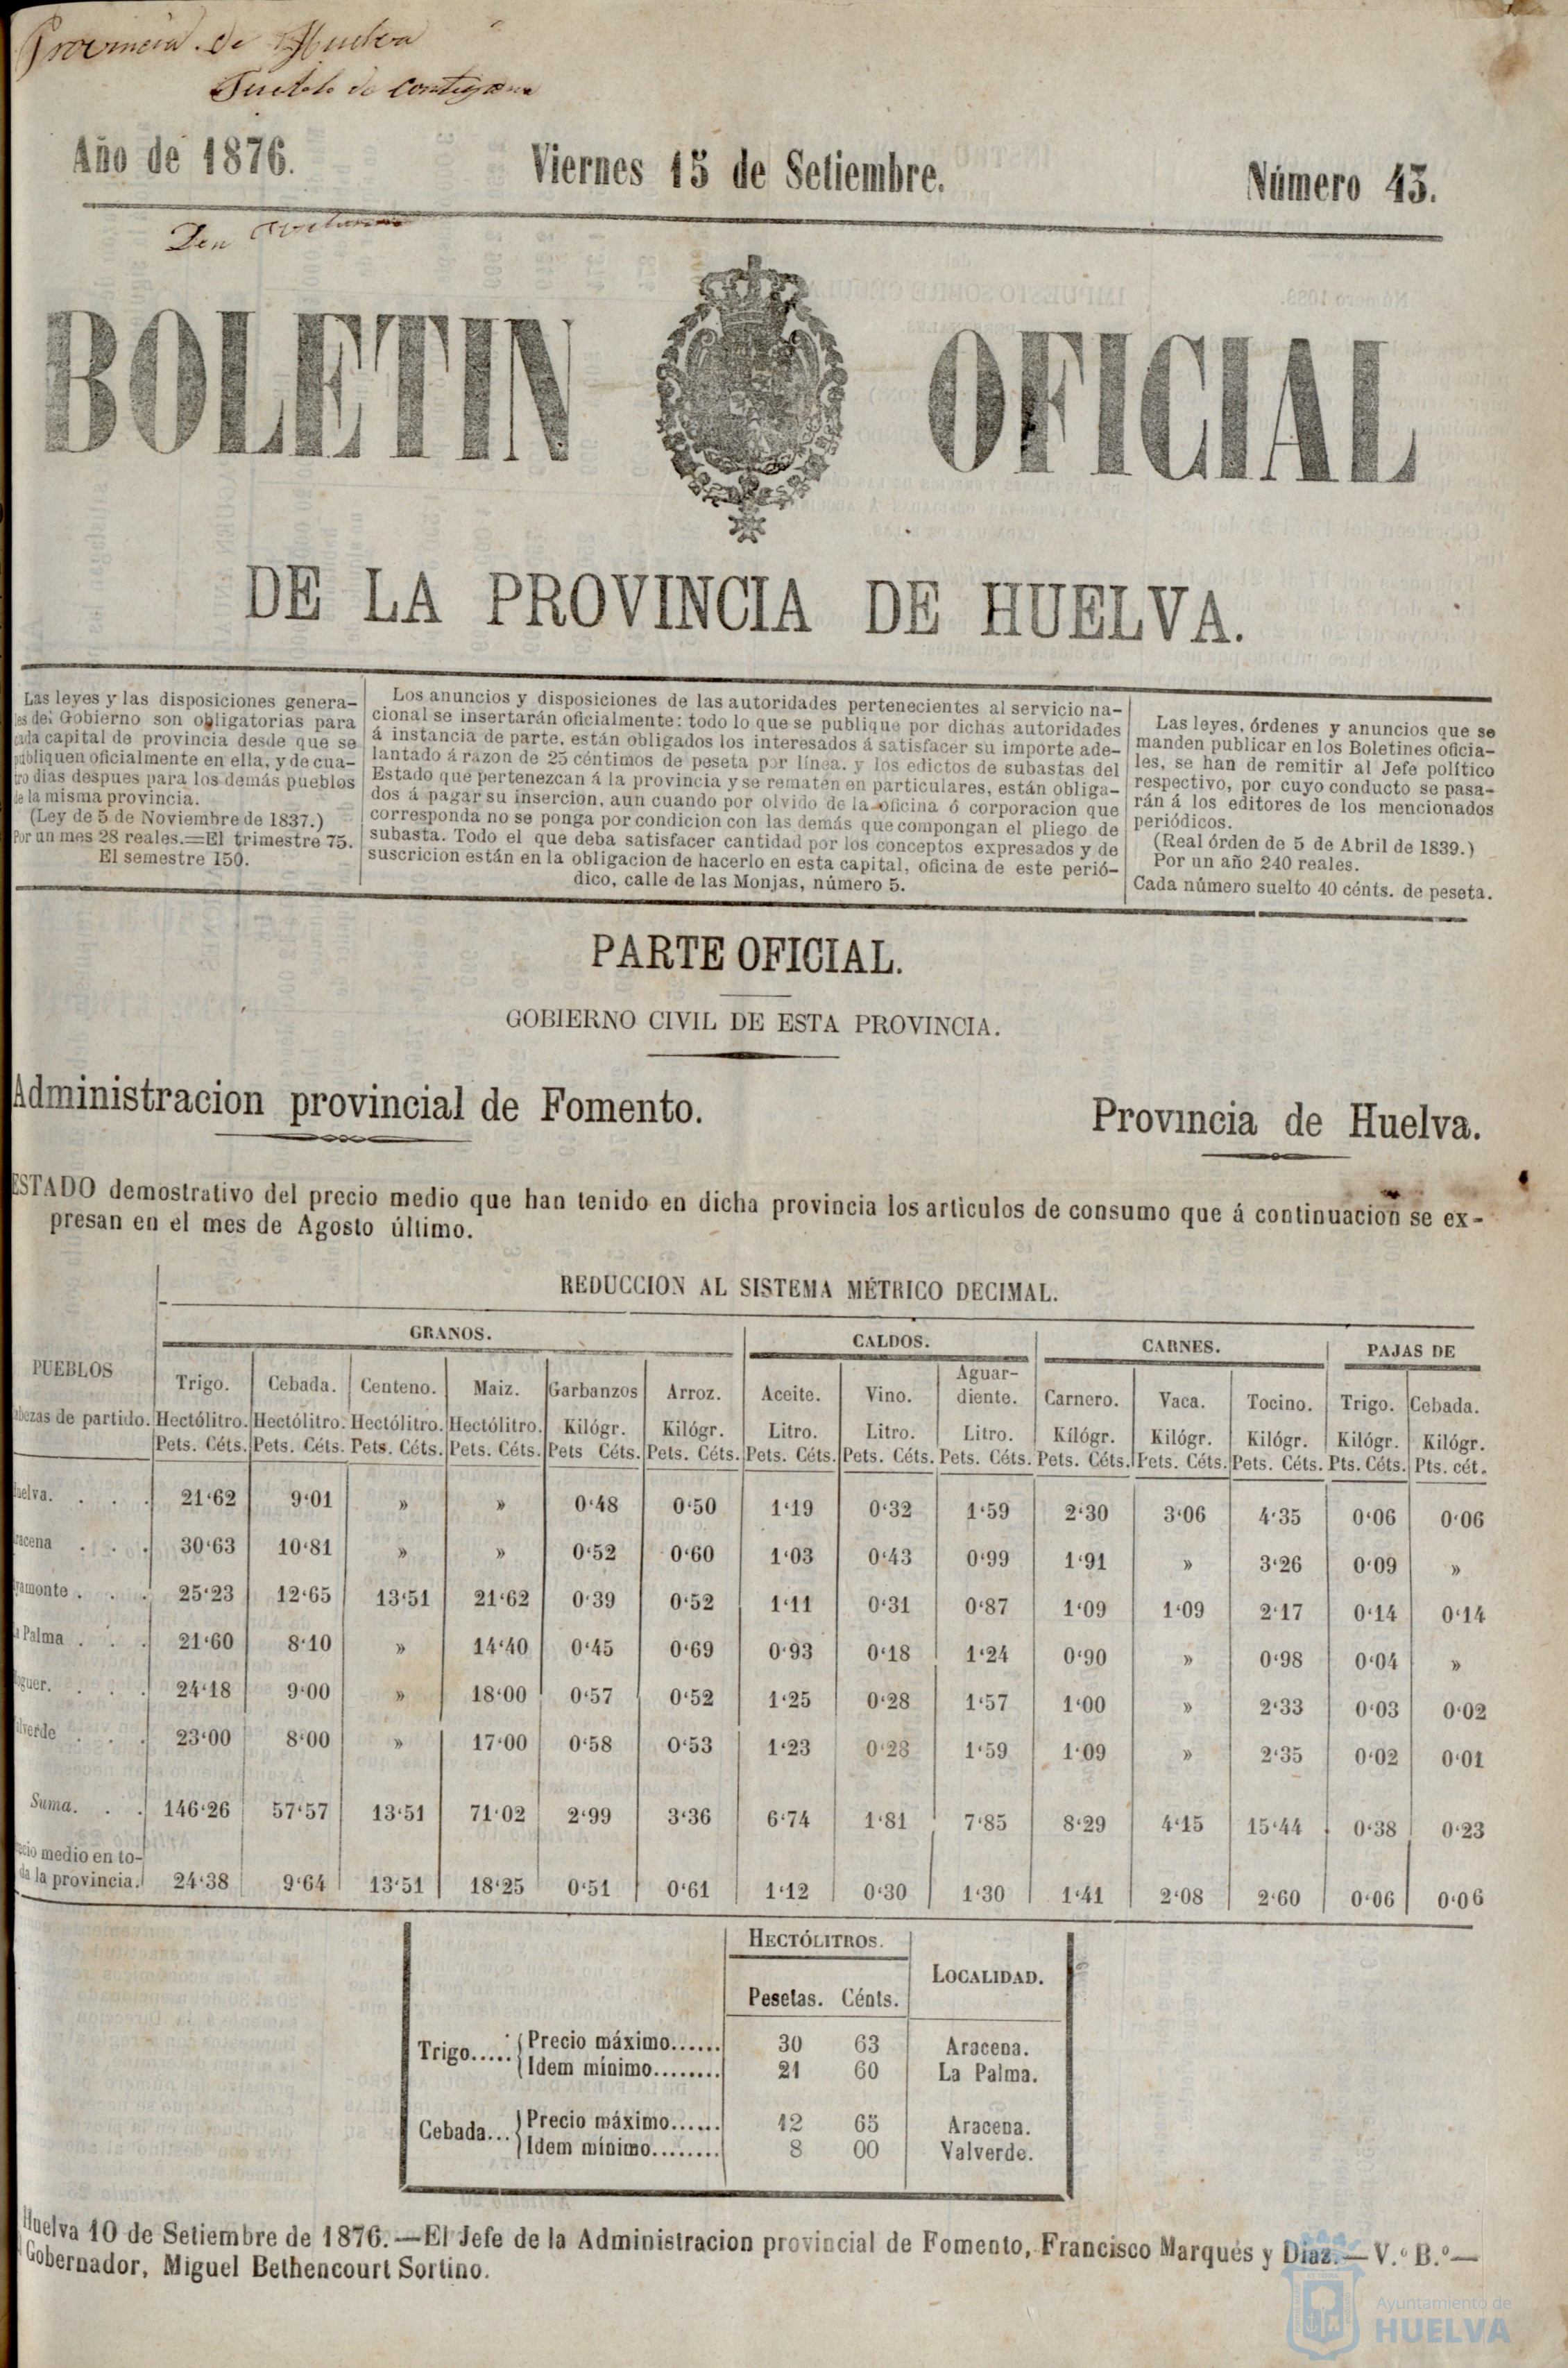 Provincia de Huelva
Año de 1876. Viernes 15 de Setiembre. Número 43.
BOLETIN OFICIAL
DE LA PROVINCIA DE HUELVA.
Las leyes y las disposiciones genera-
les del Gobierno son obligatorias para
cada capital de provincia desde que se
publiquen oficialmente en ella, y de cua-
tro dias despues para los demás pueblos
de la misma provincia.
(Ley de 5 de Noviembre de 1837.)
Por un mes 28 reales.=El trimestre 75.
El semestre 150.
Los anuncios y disposiciones de las autoridades pertenecientes al servicio na-
cional se insertarán oficialmente: todo lo que se publique por dichas autoridades
á instancia de parte, están obligados los interesados á satisfacer su importe ade-
lantado á razon de 25 céntimos de peseta por línea, y los edictos de subastas del
Estado que pertenezcan á la provincia y se rematen en particulares, están obliga-
dos á pagar su insercion, aun cuando por olvido de la oficina ó corporacion que
corresponda no se ponga por condicion con las demás que compongan el pliego de
subasta. Todo el que deba satisfacer cantidad por los conceptos expresados y de
suscricion están en la obligacion de hacerlo en esta capital, oficina de este perió-
dico, calle de las Monjas, número 5.
Las leyes, órdenes y anuncios que se
manden publicar en los Boletines oficia-
les, se han de remitir al Jefe político
respectivo, por cuyo conducto se pasa-
rán á los editores de los mencionados
periódicos.
(Real órden de 5 de Abril de 1839.)
Por un año 240 reales.
Cada número suelto 40 cénts. de peseta.
PARTE OFICIAL.
GOBIERNO CIVIL DE ESTA PROVINCIA.
Administracion provincial de Fomento. Provincia de Huelva.
ESTADO demostrativo del precio medio que han tenido en dicha provincia los artículos de consumo que á continuacion se ex-
presan en el mes de Agosto último.
REDUCCION AL SISTEMA MÉTRICO DECIMAL.
GRANOS. CALDOS. CARNES. PAJAS DE
PUEBLOS Trigo. Cebada. Centeno. Maiz. Garbanzos Arroz. Aceite. Vino. Aguar-
diente. Carnero. Vaca. Tocino. Trigo. Cebada.
abezas de partido. Hectólitro. Hectólitro. Hectólitro. Hectólitro. Kilógr. Kilógr. Litro. Litro. Litro. Kilógr. Kilógr. Kilógr. Kilógr. Kilógr.
Pets. Céts. Pets. Céts. Pets. Céts. Pets. Céts. Pets Céts. Pets. Céts. Pets. Céts. Pets. Céts. Pets. Céts. Pets. Céts. Pets. Céts. Pets. Céts. Pts. Céts. Pts. cét.
uelva. . . . 21‘62 9‘01 » » 0‘48 0‘50 1‘19 0‘32 1‘59 2‘30 3‘06 4‘35 0‘06 0‘06
racena . . . 30‘63 10‘81 » » 0‘52 0‘60 1‘03 0‘43 0‘99 1‘91 » 3‘26 0‘09 »
yamonte . . . 25‘23 12‘65 13‘51 21‘62 0‘39 0‘52 1‘11 0‘31 0‘87 1‘09 1‘09 2‘17 0‘14 0‘14
a Palma . . . 21‘60 8‘10 » 14‘40 0‘45 0‘69 0‘93 0‘18 1‘24 0‘90 » 0‘98 0‘04 »
oguer. . . . 24‘18 9‘00 » 18‘00 0‘57 0‘52 1‘25 0‘28 1‘57 1‘00 » 2‘33 0‘03 0‘02
alverde . . . 23‘00 8‘00 » 17‘00 0‘58 0‘53 1‘23 0‘28 1‘59 1‘09 » 2‘35 0‘02 0‘01
Suma. . . 146‘26 57‘57 13‘51 71‘02 2‘99 3‘36 6‘74 1‘81 7‘85 8‘29 4‘15 15‘44 0‘38 0‘23
ecio medio en to-
da la provincia. 24‘38 9‘64 13‘51 18‘25 0‘51 0‘61 1‘12 0‘30 1‘30 1‘41 2‘08 2‘60 0‘06 0‘06
HECTÓLITROS. LOCALIDAD.
Pesetas. Cénts.
Trigo..... Precio máximo...... 30 63 Aracena.
Idem mínimo........ 21 60 La Palma.
Cebada... Precio máximo...... 12 65 Aracena.
Idem mínimo........ 8 00 Valverde.
Huelva 10 de Setiembre de 1876.—El Jefe de la Administracion provincial de Fomento, Francisco Marqués y Diaz.—V.º B.º—
Gobernador, Miguel Bethencourt Sortino.
Ayuntamiento de
HUELVA